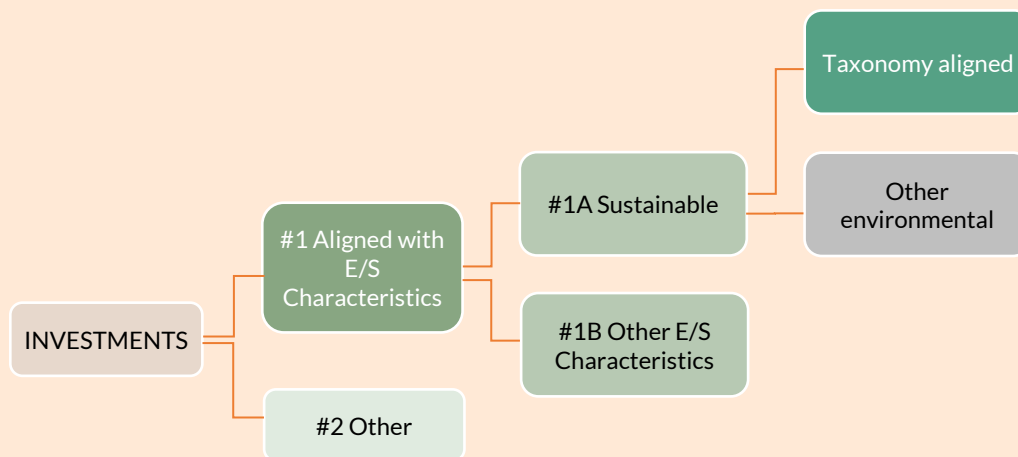 Taxonomy aligned
Other
environmental
#1A Sustainable
#1 Aligned with
E/S
Characteristics
#1B Other E/S
Characteristics
INVESTMENTS
#2 Other